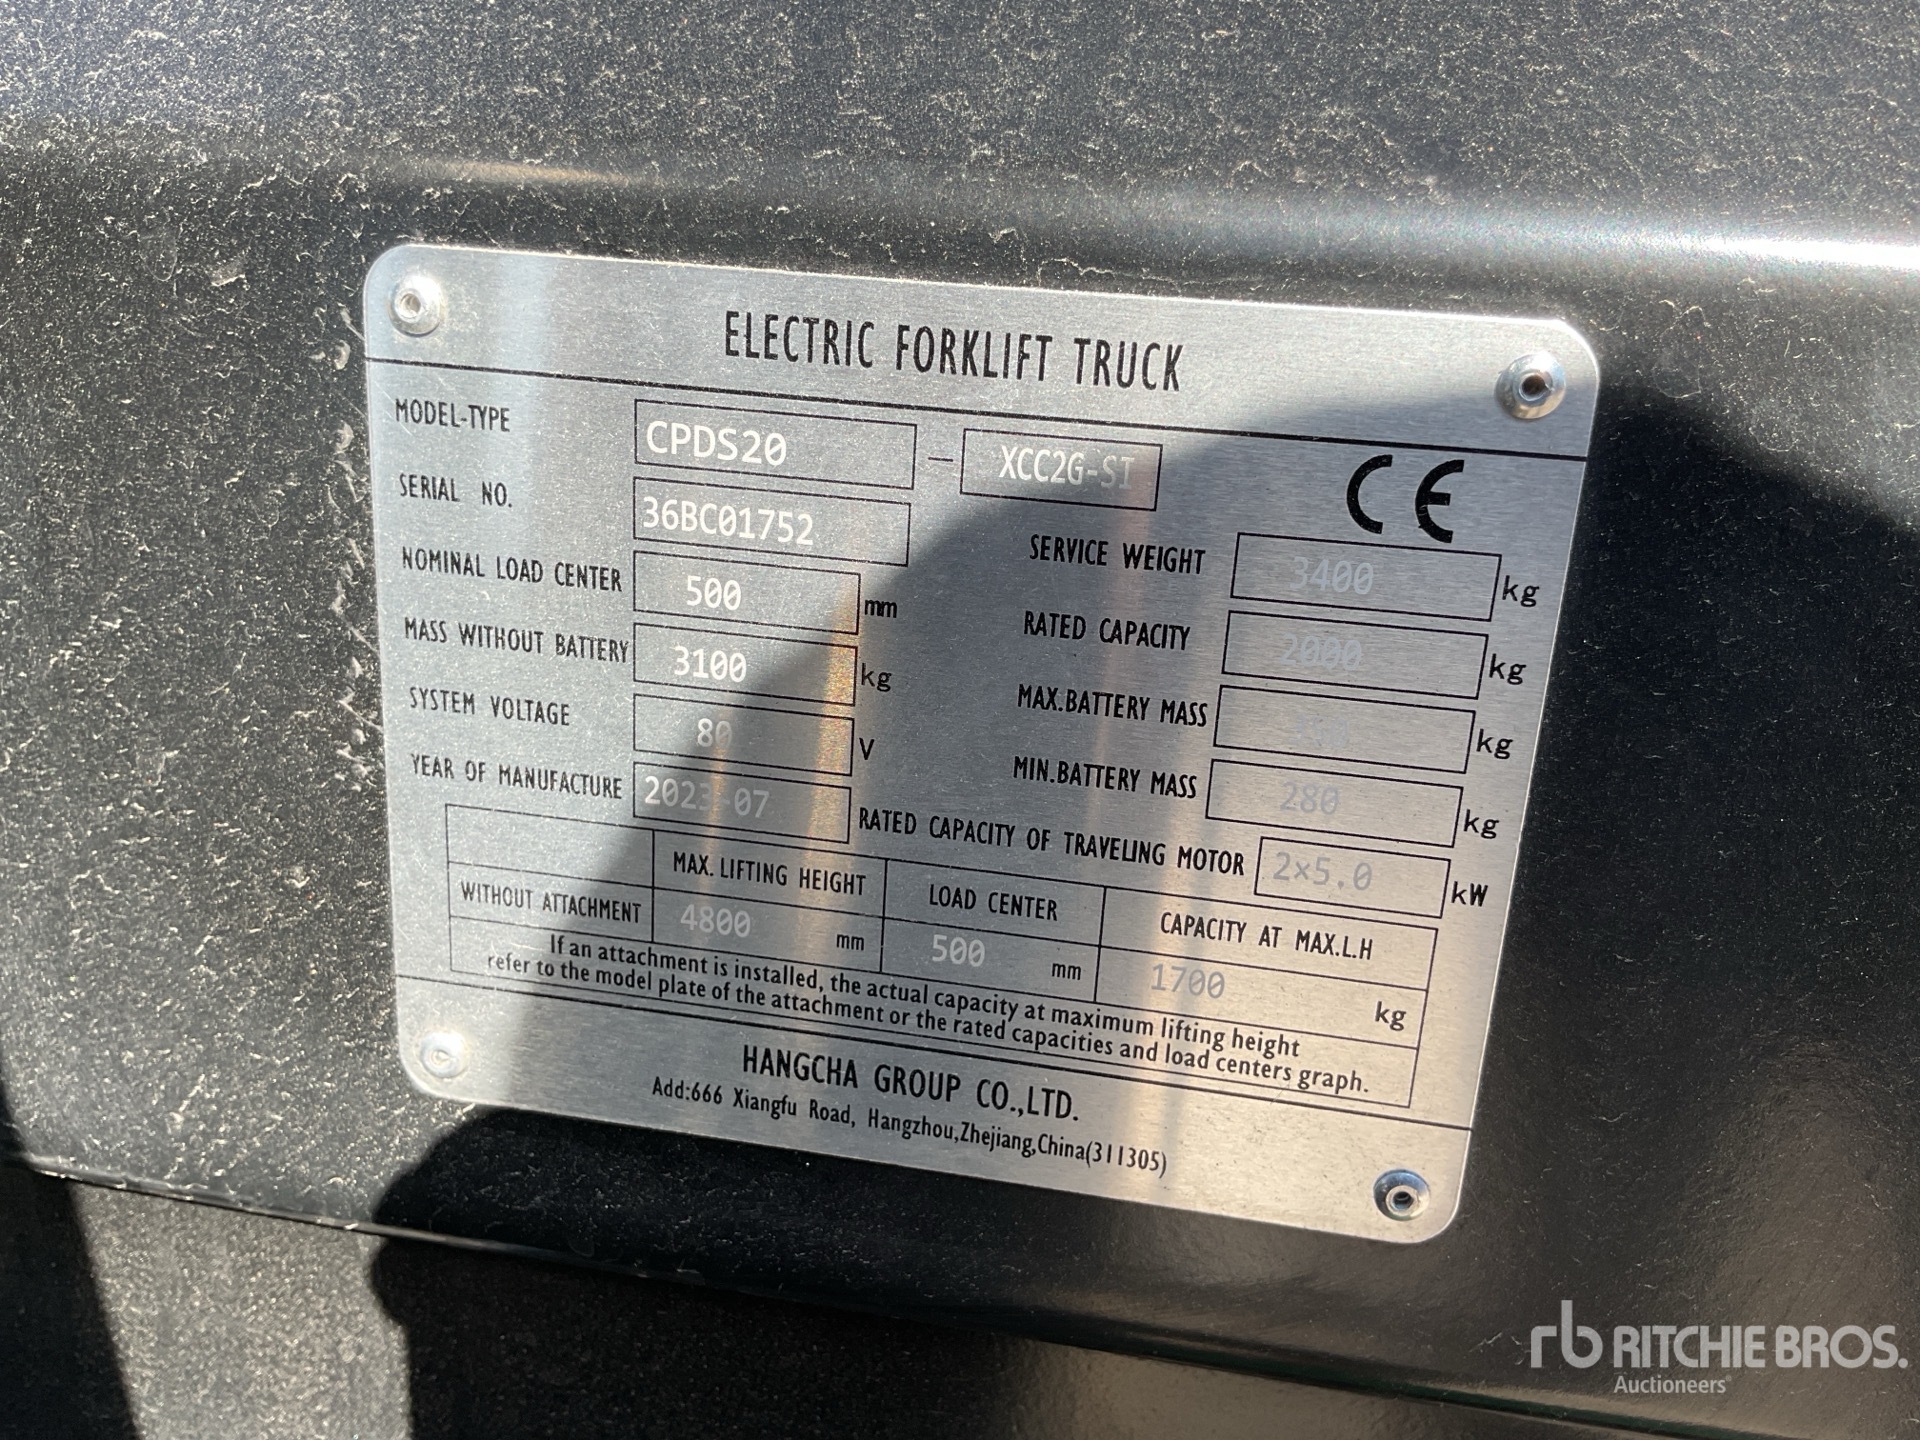 ELECTRIC FORKLIFT TRUCK
MODEL-TYPE CPDS20 - XCC2G-SI
CE
SERIAL NO. 36BC01752
SERVICE WEIGHT 3400 kg
NOMINAL LOAD CENTER 500 mm
RATED CAPACITY 2000 kg
MASS WITHOUT BATTERY 3100 kg
MAX.BATTERY MASS kg
SYSTEM VOLTAGE 80 V
MIN.BATTERY MASS 280 kg
YEAR OF MANUFACTURE 2023-07
RATED CAPACITY OF TRAVELING MOTOR 2×5.0 kW
MAX. LIFTING HEIGHT LOAD CENTER CAPACITY AT MAX.L.H
WITHOUT ATTACHMENT 4800 mm 500 mm 1700 kg
If an attachment is installed, the actual capacity at maximum lifting height
refer to the model plate of the attachment or the rated capacities and load centers graph.
HANGCHA GROUP CO.,LTD.
Add:666 Xiangfu Road, Hangzhou,Zhejiang,China(311305)
rb RITCHIE BROS.
Auctioneers